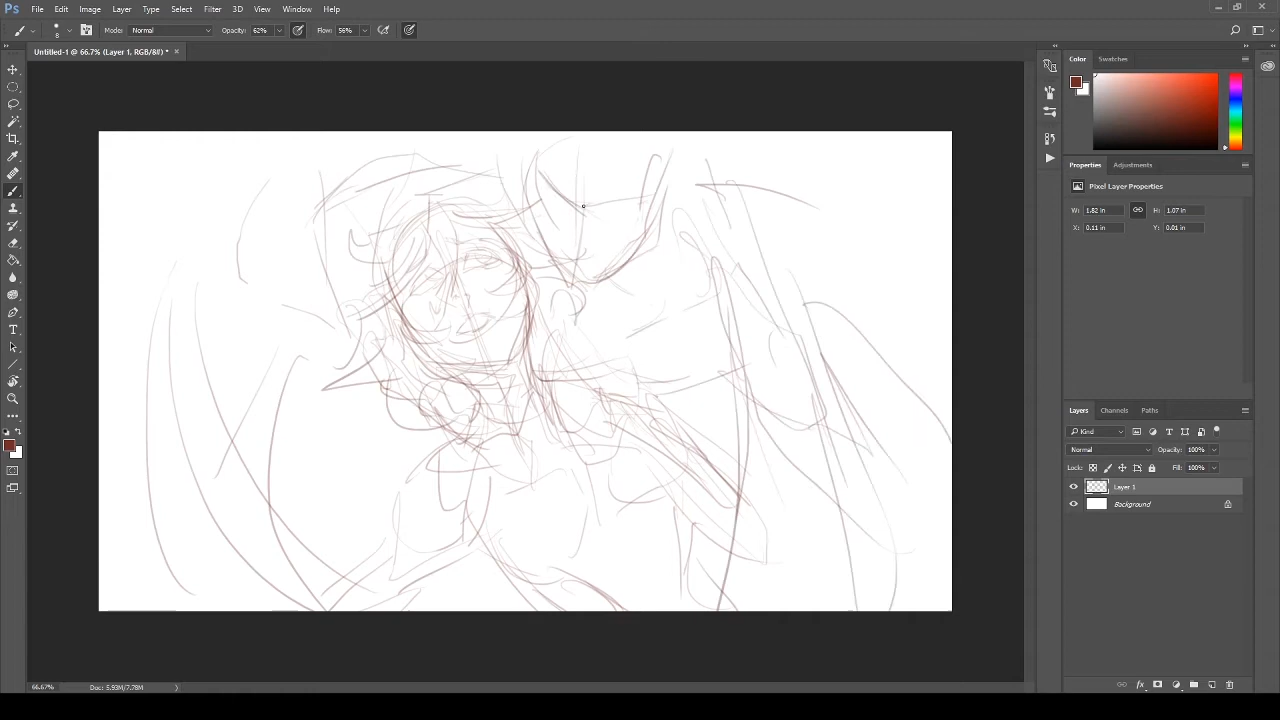 Ps File Edit Image Layer Type Select Filter 3D View Window Help
8 Mode: Normal Opacity: 62% Flow: 56%
Untitled-1 @ 66.7% (Layer 1, RGB/8#) * ×
Color Swatches
Properties Adjustments
Pixel Layer Properties
W: 1.82 in H: 1.07 in
X: 0.11 in Y: 0.01 in
Layers Channels Paths
Kind
Normal Opacity: 100%
Lock: Fill: 100%
Layer 1
Background
66.67% Doc: 5.93M/7.78M